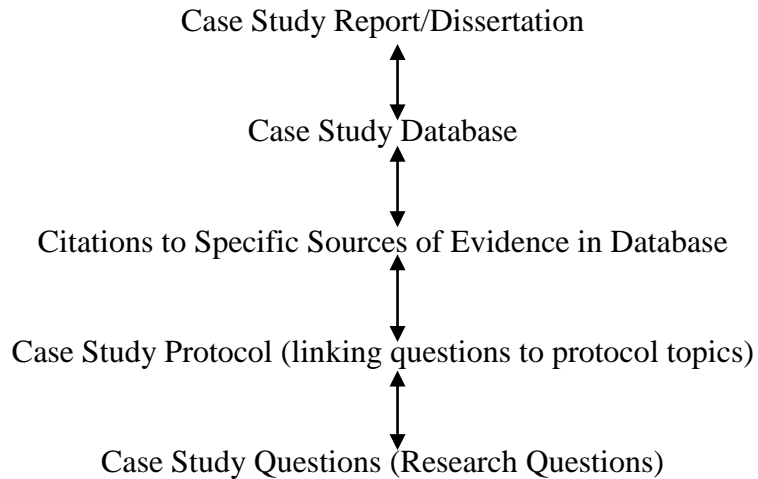 Case Study Report/Dissertation
Case Study Database
Citations to Specific Sources of Evidence in Database
Case Study Protocol (linking questions to protocol topics)
Case Study Questions (Research Questions)